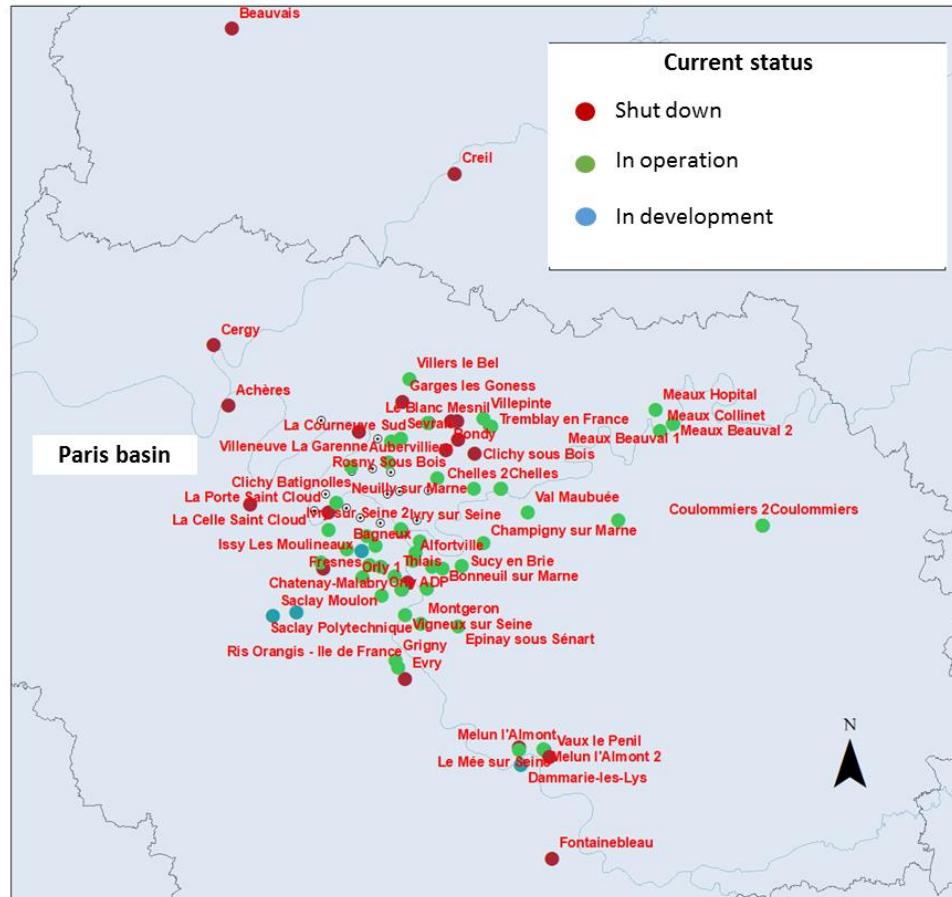 Beauvais
Current status
Shut down
In operation
In development
Creil
Cergy
Achères
Paris basin
Villers le Bel
Garges les Goness
Le Blanc Mesnil
Villepinte
La Courneuve Sud
Sevran
Tremblay en France
Meaux Hopital
Meaux Collinet
Meaux Beauval 1
Meaux Beauval 2
Villeneuve La Garenne
Aubervilliers
Bondy
Clichy sous Bois
Rosny Sous Bois
Clichy Batignolles
Neuilly sur Marne
Chelles 2
Chelles
La Porte Saint Cloud
Val Maubuée
Coulommiers 2
Coulommiers
La Celle Saint Cloud
Ivry sur Seine 2
Ivry sur Seine
Champigny sur Marne
Issy Les Moulineaux
Bagneux
Alfortville
Fresnes
Orly 1
Thiais
Sucy en Brie
Chatenay-Malabry
Orly ADP
Bonneuil sur Marne
Saclay Moulon
Montgeron
Saclay Polytechnique
Vigneux sur Seine
Epinay sous Sénart
Ris Orangis - Ile de France
Grigny
Evry
Melun l'Almont
Vaux le Penil
Le Mée sur Seine
Melun l'Almont 2
Dammarie-les-Lys
Fontainebleau
N